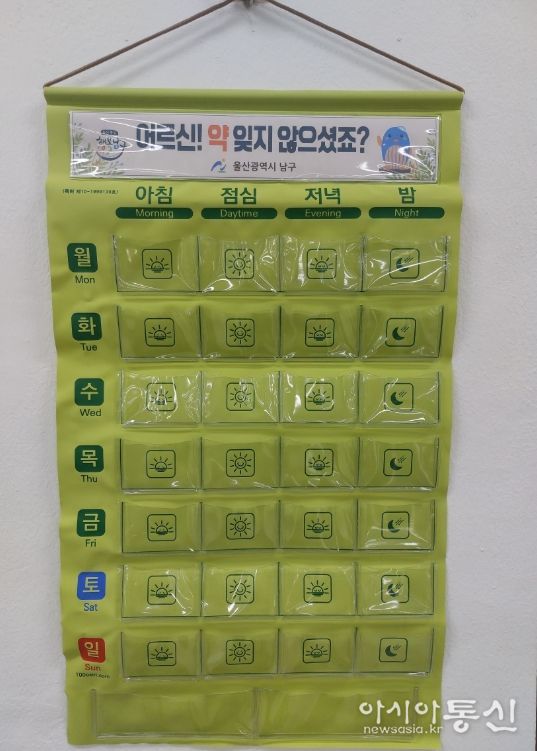 어르신! 약 잊지 않으셨죠?
울산광역시 남구
아침 점심 저녁 밤
Morning Daytime Evening Night
월
Mon
화
Tue
수
Wed
목
Thu
금
Fri
토
Sat
일
Sun
아시아통신
newsasia.kr